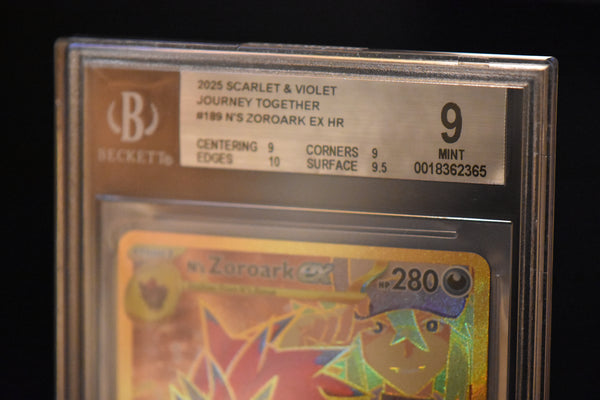 2025 SCARLET & VIOLET
JOURNEY TOGETHER
#189 N'S ZOROARK EX HR
CENTERING 9 CORNERS 9
EDGES 10 SURFACE 9.5
9
MINT
0018362365
B
BECKETT
N's Zoroark ex HP 280